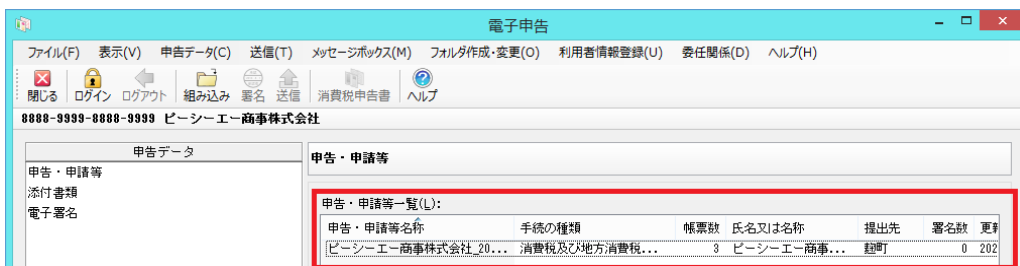 電子申告
ファイル(F) 表示(V) 申告データ(C) 送信(T) メッセージボックス(M) フォルダ作成・変更(O) 利用者情報登録(U) 委任関係(D) ヘルプ(H)
閉じる ログイン ログアウト 組み込み 署名 送信 消費税申告書 ヘルプ
8888-9999-8888-9999 ピーシーエー商事株式会社
申告データ
申告・申請等
添付書類
電子署名
申告・申請等
申告・申請等一覧(L):
申告・申請等名称 手続の種類 帳票数 氏名又は名称 提出先 署名数 更新
ピーシーエー商事株式会社_20... 消費税及び地方消費税... 3 ピーシーエー商事... 麹町 0 202